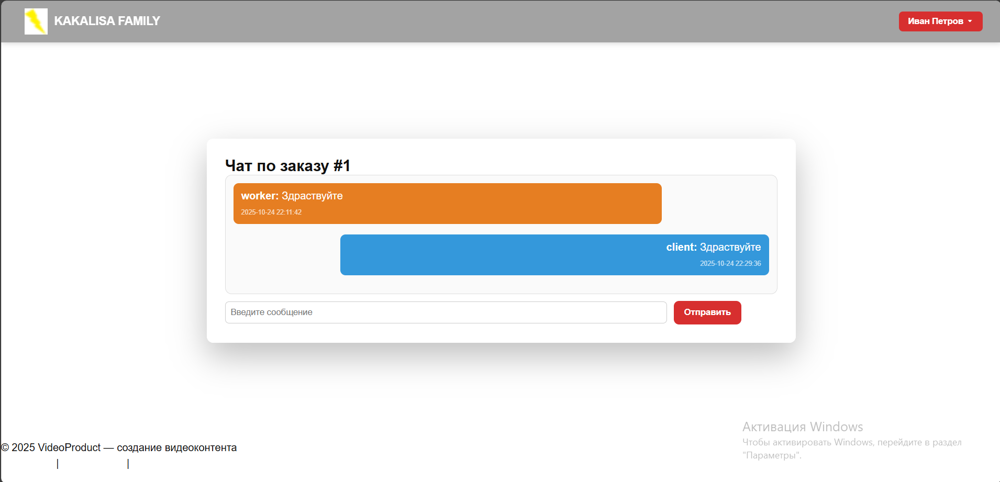 KAKALISA FAMILY
Иван Петров
Чат по заказу #1
worker: Здраствуйте
2025-10-24 22:11:42
client: Здраствуйте
2025-10-24 22:29:36
Введите сообщение
Отправить
Активация Windows
Чтобы активировать Windows, перейдите в раздел
"Параметры".
© 2025 VideoProduct — создание видеоконтента
| |